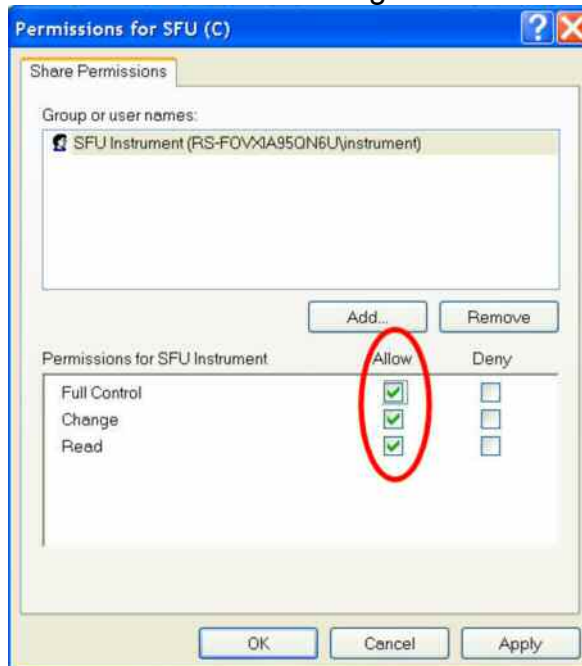 Permissions for SFU (C)
Share Permissions
Group or user names:
SFU Instrument (RS-FOVXIA95QN6U\instrument)
Add... Remove
Permissions for SFU Instrument Allow Deny
Full Control
Change
Read
OK Cancel Apply